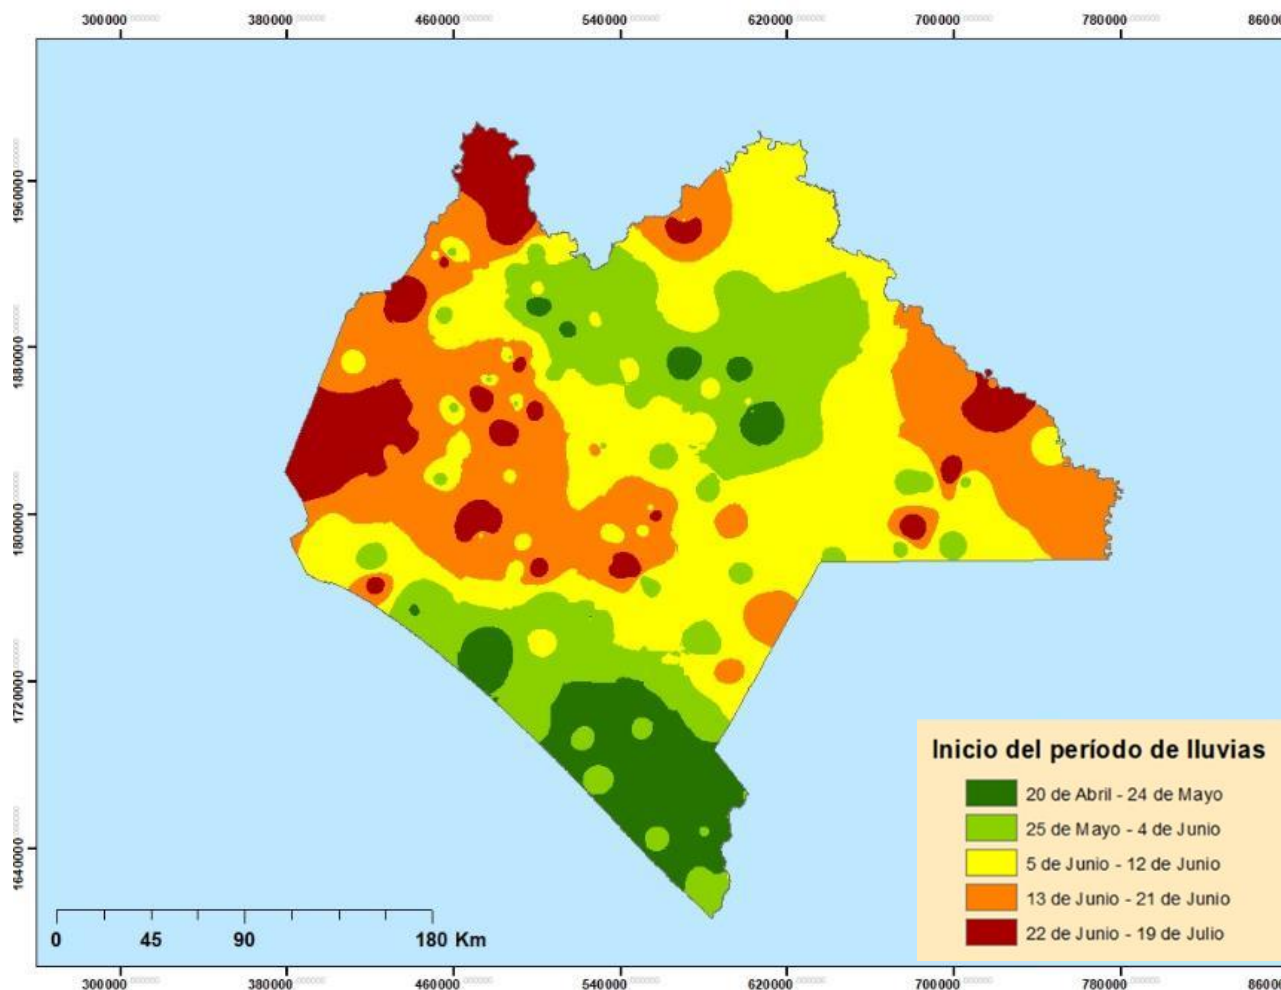 300000 380000 460000 540000 620000 700000 780000 86000
1960000
1880000
1800000
1720000
1640000
Inicio del período de lluvias
20 de Abril - 24 de Mayo
25 de Mayo - 4 de Junio
5 de Junio - 12 de Junio
13 de Junio - 21 de Junio
22 de Junio - 19 de Julio
0 45 90 180 Km
300000 380000 460000 540000 620000 700000 780000 86000